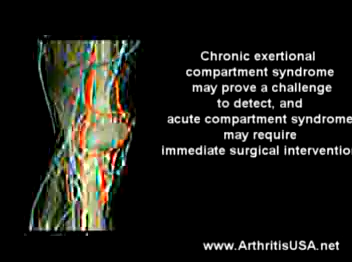 Chronic exertional
compartment syndrome
may prove a challenge
to detect, and
acute compartment syndrome
may require
immediate surgical interventio
www.ArthritisUSA.net